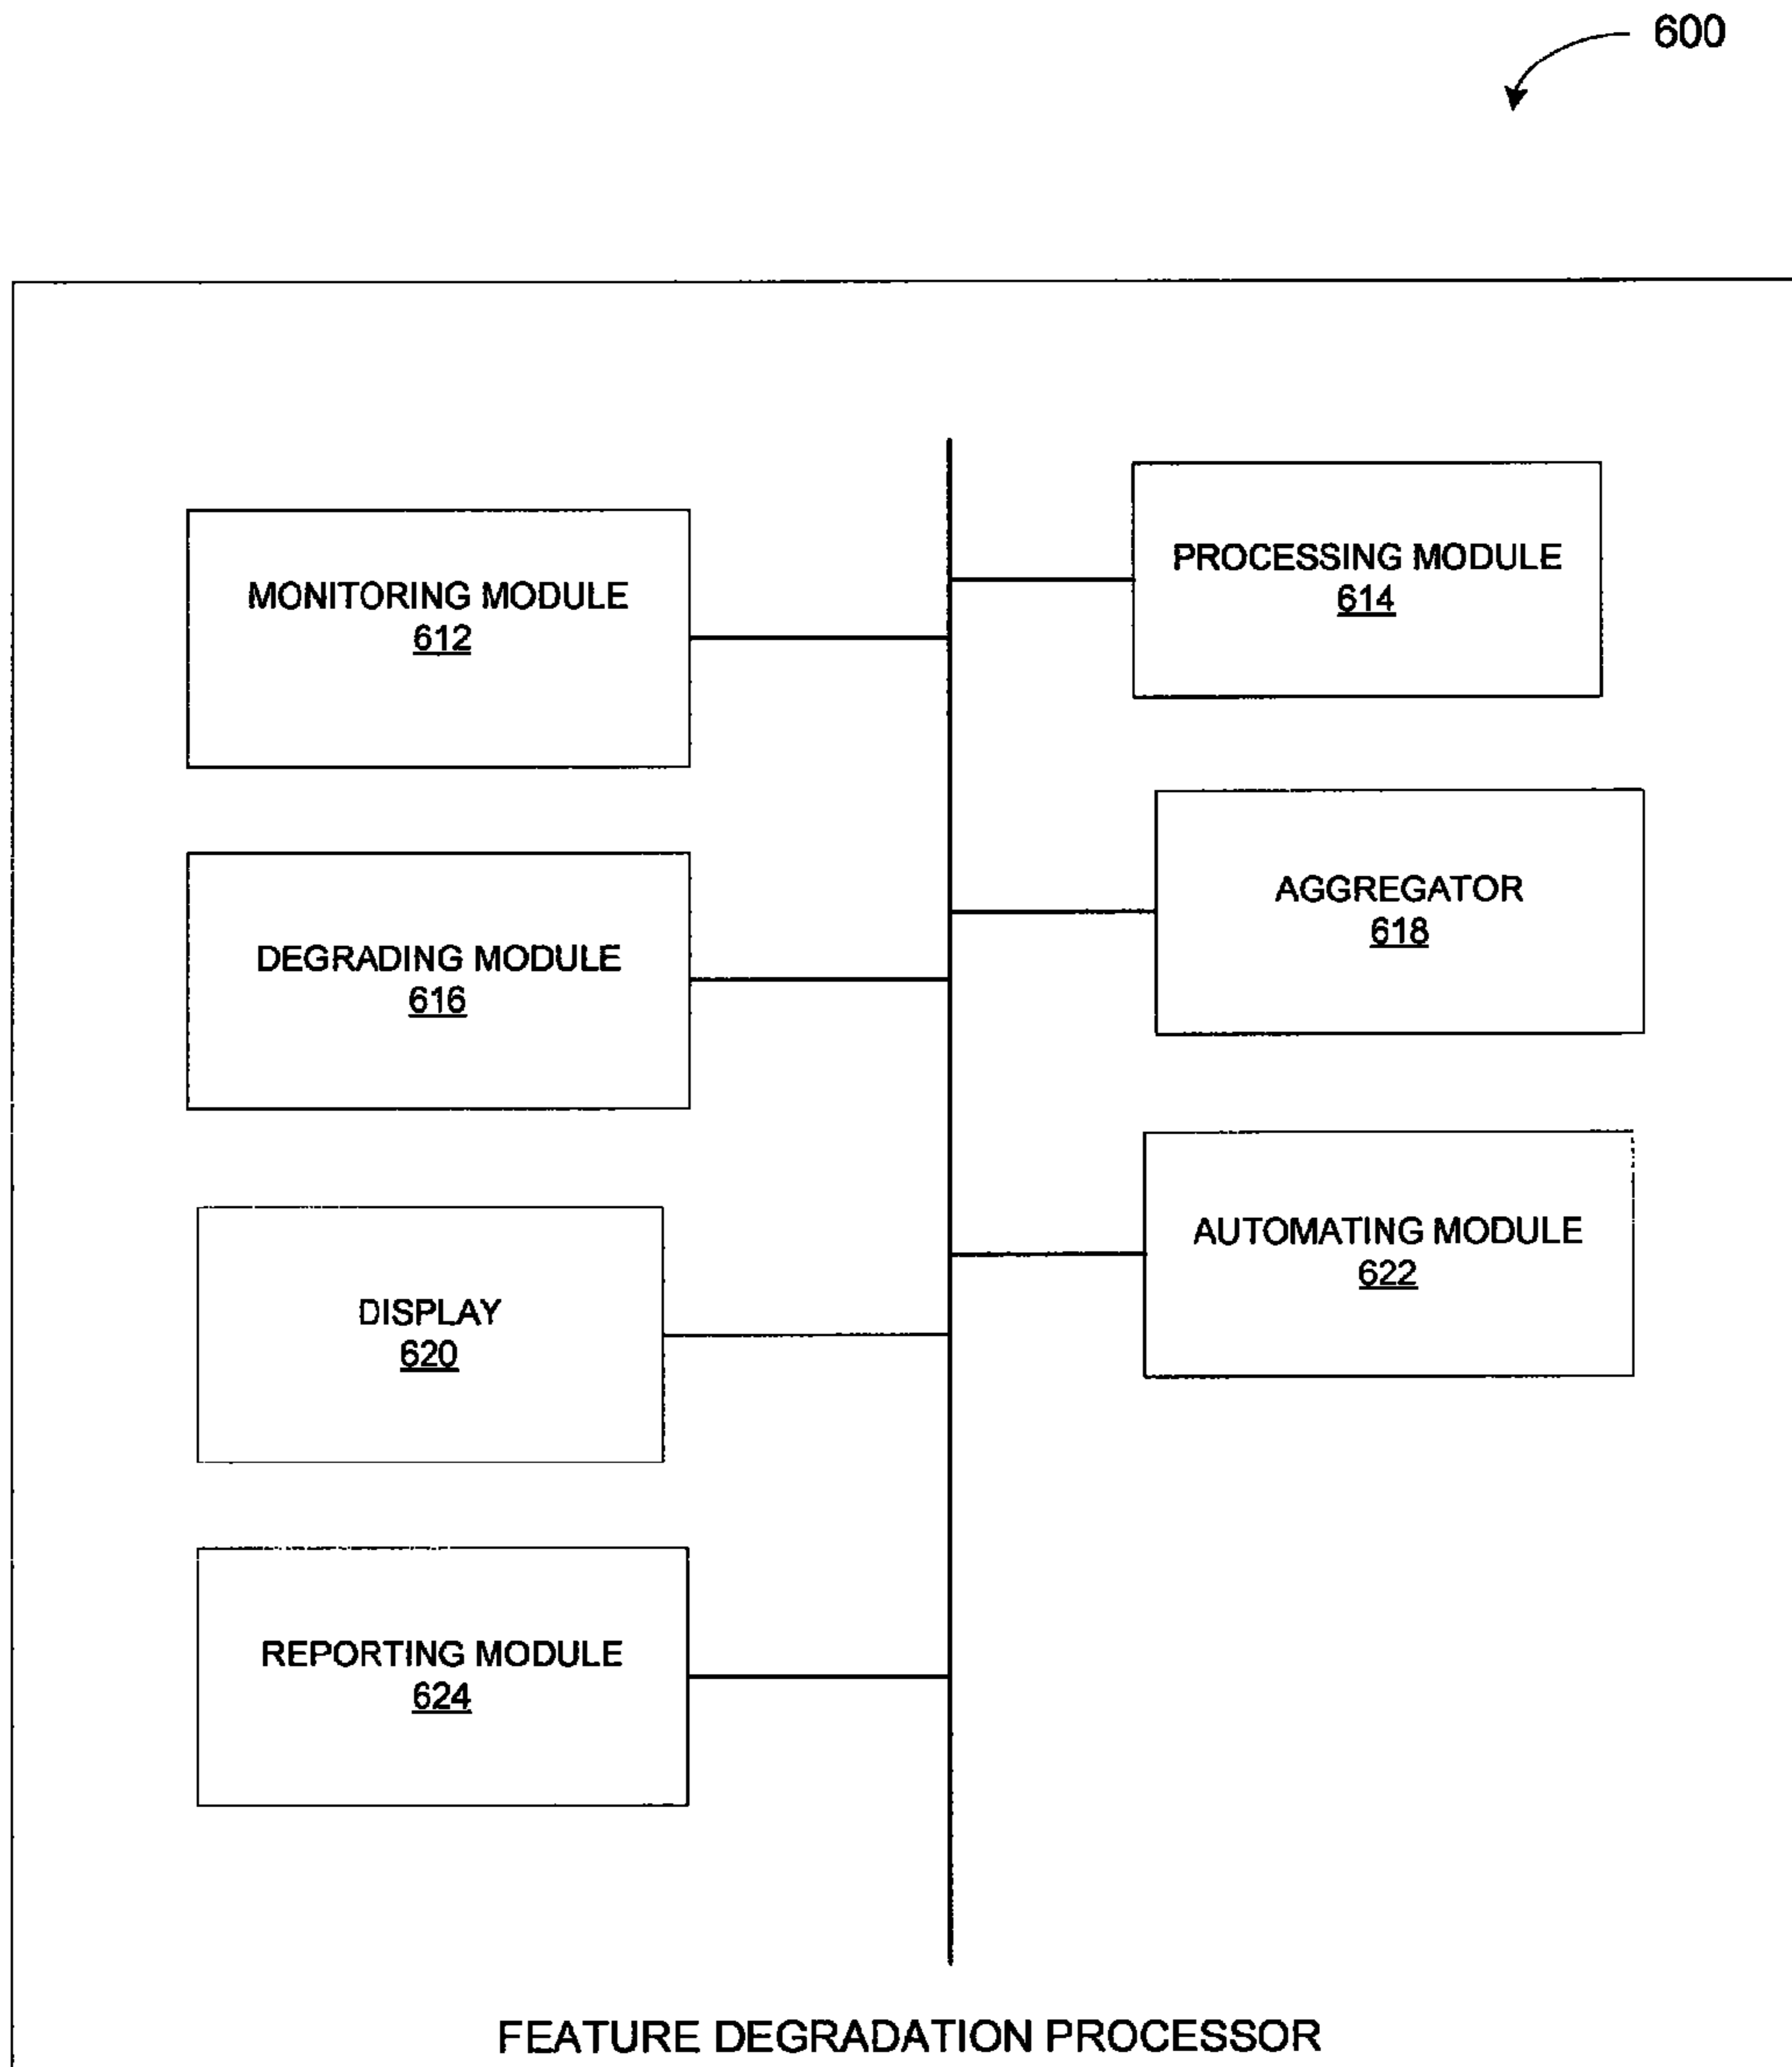 600
MONITORING MODULE
612
PROCESSING MODULE
614
DEGRADING MODULE
616
AGGREGATOR
618
DISPLAY
620
AUTOMATING MODULE
622
REPORTING MODULE
624
FEATURE DEGRADATION PROCESSOR